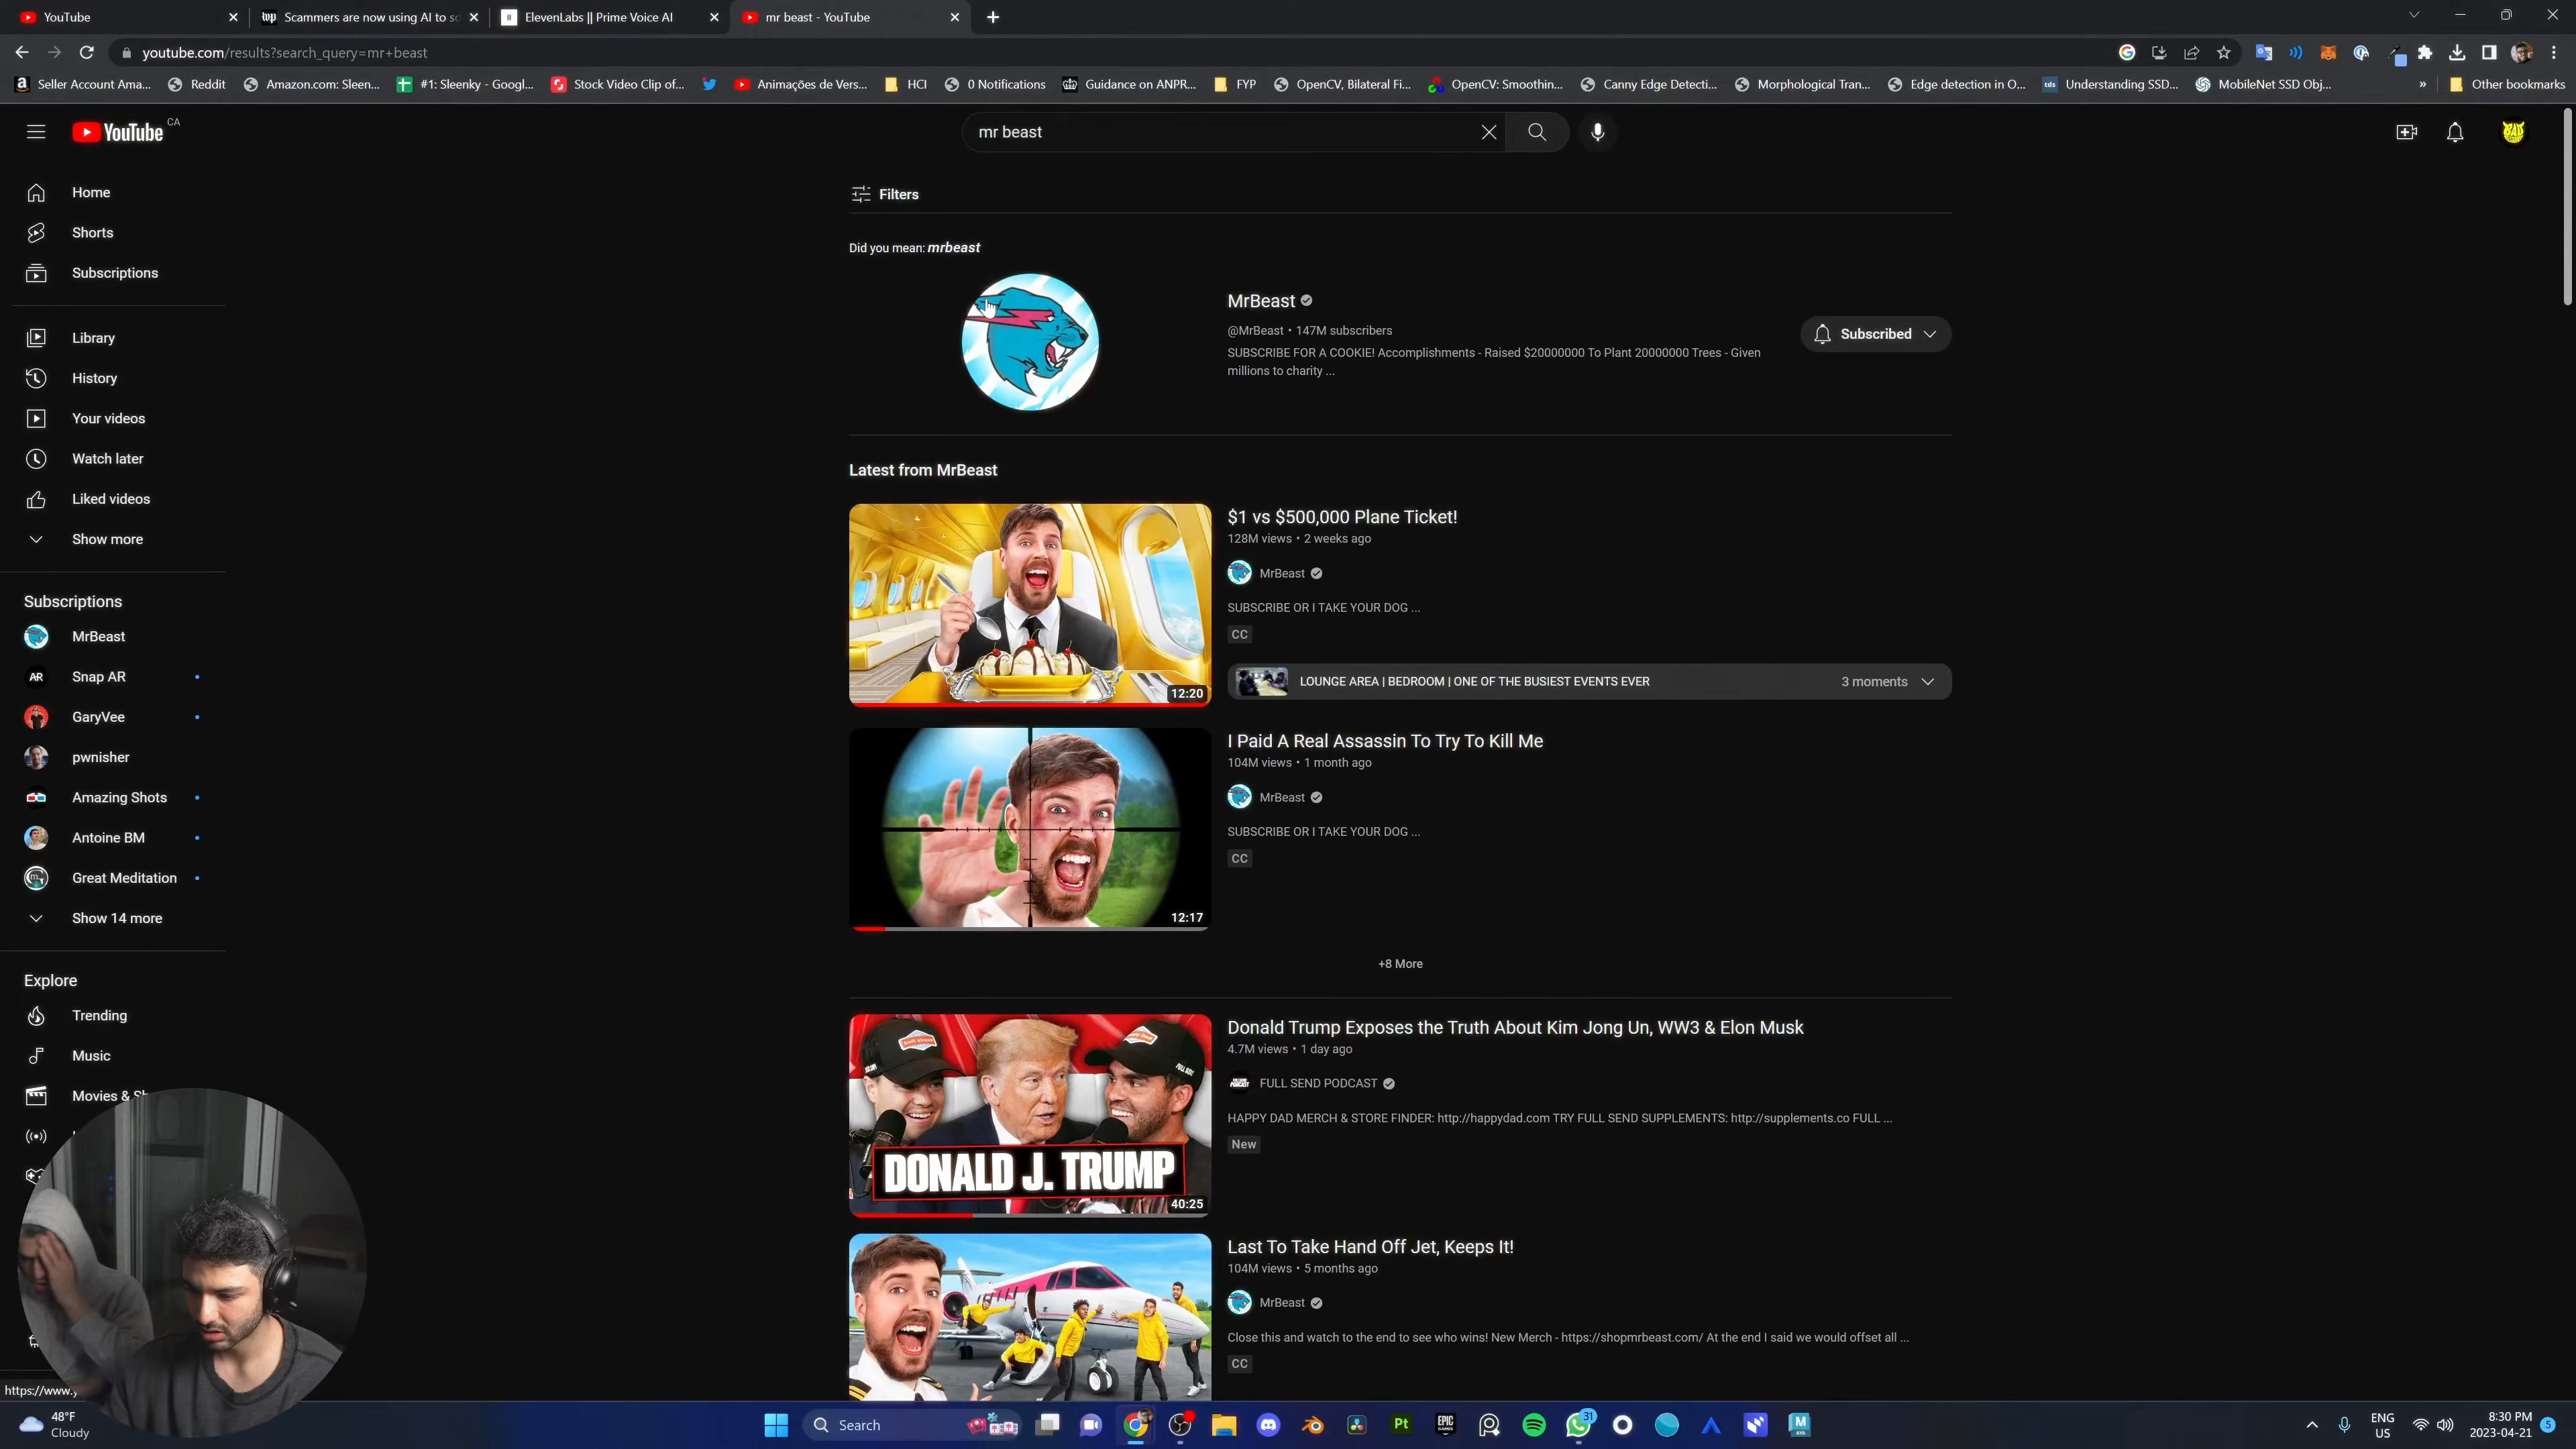 YouTube
Scammers are now using AI to sc
ElevenLabs || Prime Voice AI
mr beast - YouTube
youtube.com/results?search_query=mr+beast
Seller Account Ama...
Reddit
Amazon.com: Sleen...
#1: Sleenky - Googl...
Stock Video Clip of...
Animações de Vers...
HCI
0 Notifications
Guidance on ANPR...
FYP
OpenCV, Bilateral Fi...
OpenCV: Smoothin...
Canny Edge Detecti...
Morphological Tran...
Edge detection in O...
tds
Understanding SSD...
MobileNet SSD Obj...
»
Other bookmarks
YouTube CA
mr beast
Home
Shorts
Subscriptions
Library
History
Your videos
Watch later
Liked videos
Show more
Subscriptions
MrBeast
AR
Snap AR
GaryVee
pwnisher
Amazing Shots
Antoine BM
Great Meditation
Show 14 more
Explore
Trending
Music
Movies & Sh
https://www.y
Filters
Did you mean: mrbeast
MrBeast
@MrBeast • 147M subscribers
SUBSCRIBE FOR A COOKIE! Accomplishments - Raised $20000000 To Plant 20000000 Trees - Given
millions to charity ...
Subscribed
Latest from MrBeast
12:20
$1 vs $500,000 Plane Ticket!
128M views • 2 weeks ago
MrBeast
SUBSCRIBE OR I TAKE YOUR DOG ...
CC
LOUNGE AREA | BEDROOM | ONE OF THE BUSIEST EVENTS EVER
3 moments
12:17
I Paid A Real Assassin To Try To Kill Me
104M views • 1 month ago
MrBeast
SUBSCRIBE OR I TAKE YOUR DOG ...
CC
+8 More
DONALD J. TRUMP
40:25
Donald Trump Exposes the Truth About Kim Jong Un, WW3 & Elon Musk
4.7M views • 1 day ago
FULL SEND PODCAST
HAPPY DAD MERCH & STORE FINDER: http://happydad.com TRY FULL SEND SUPPLEMENTS: http://supplements.co FULL ...
New
Last To Take Hand Off Jet, Keeps It!
104M views • 5 months ago
MrBeast
Close this and watch to the end to see who wins! New Merch - https://shopmrbeast.com/ At the end I said we would offset all ...
CC
48°F
Cloudy
Search
Pt
EPIC
GAMES
31
M
ENG
US
8:30 PM
2023-04-21
5